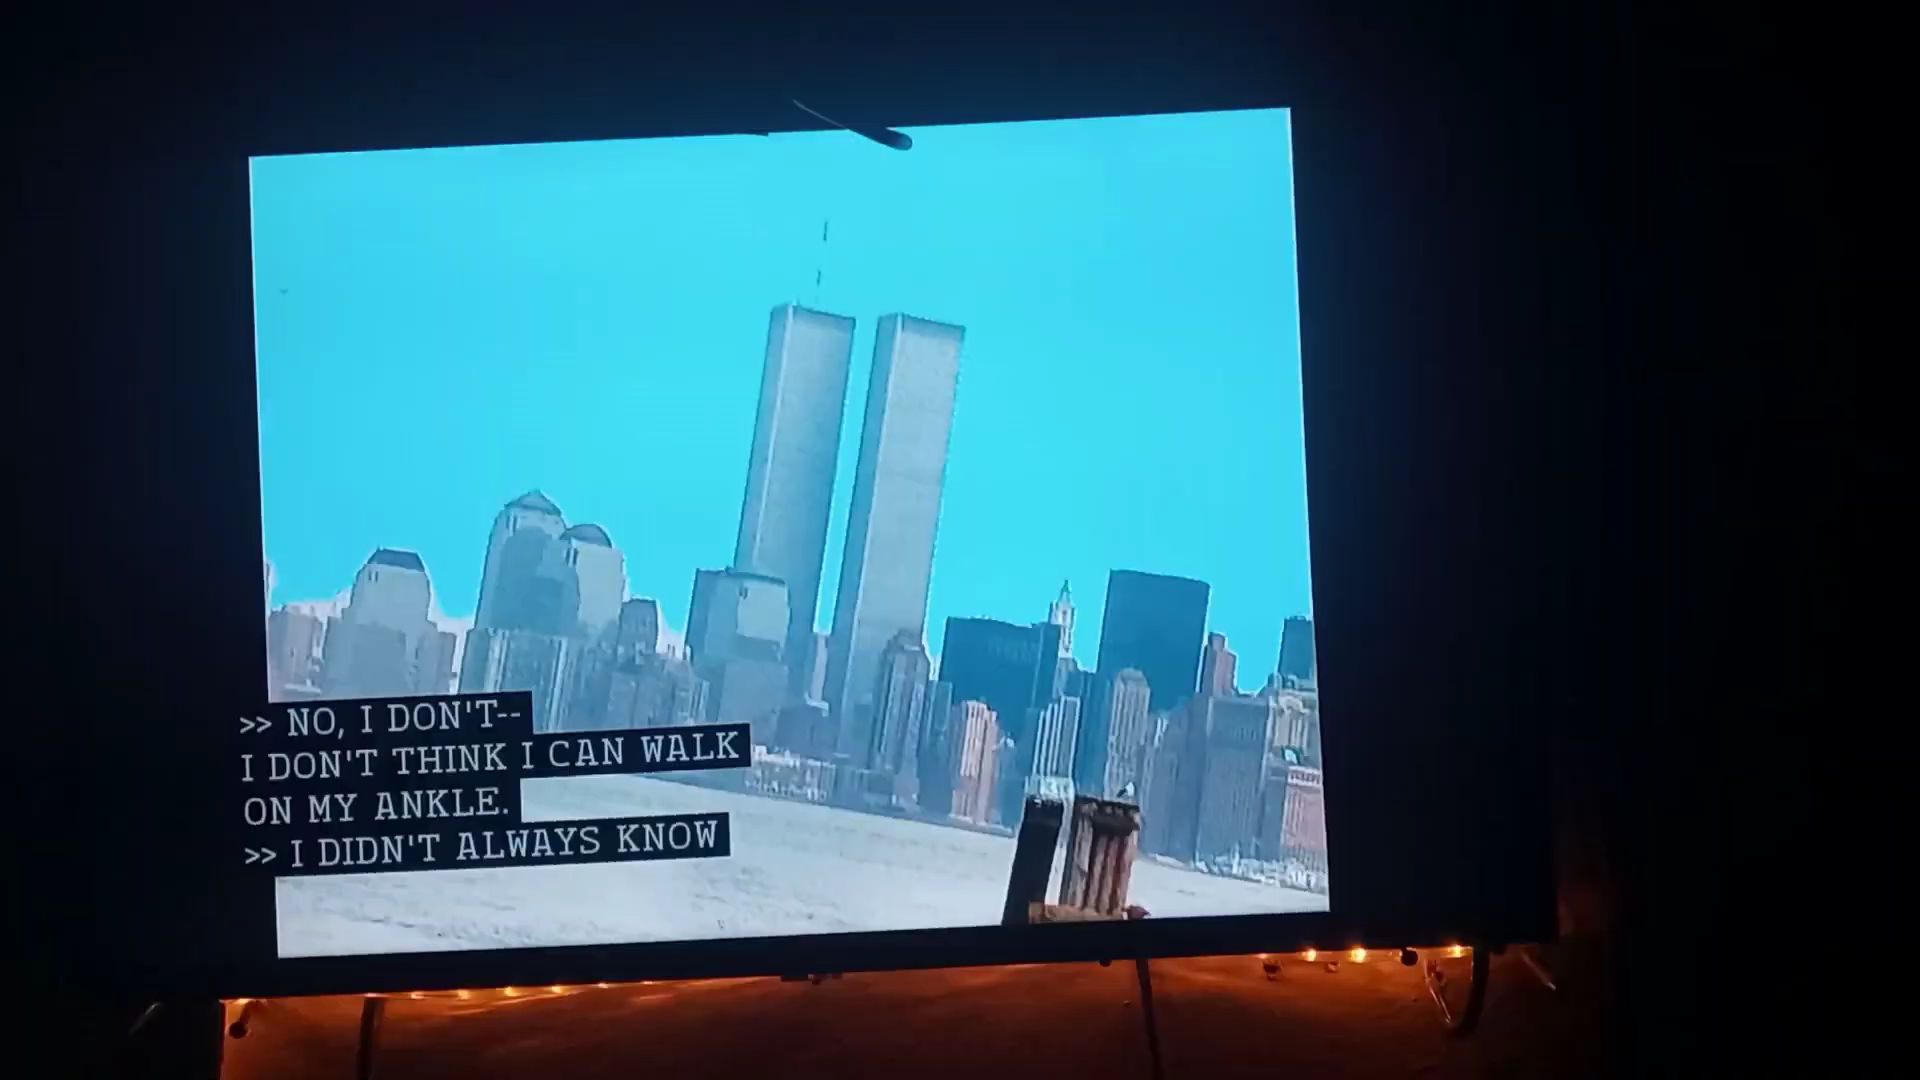 >> NO, I DON'T--
I DON'T THINK I CAN WALK
ON MY ANKLE.
>> I DIDN'T ALWAYS KNOW